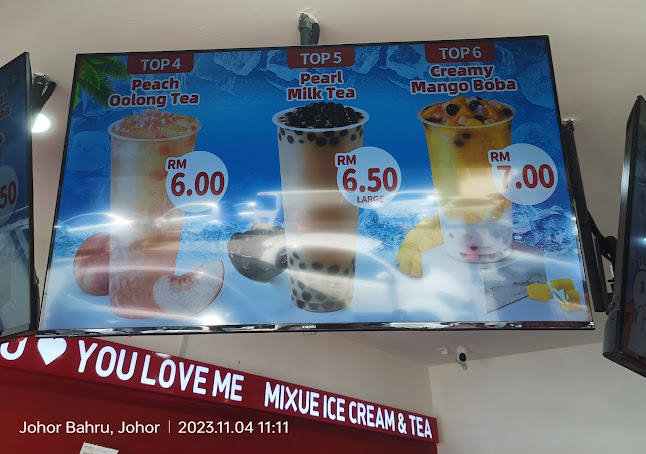 TOP 4
Peach
Oolong Tea
RM
6.00
TOP 5
Pearl
Milk Tea
RM
6.50
LARGE
TOP 6
Creamy
Mango Boba
RM
7.00
50
YOU LOVE ME MIXUE ICE CREAM & TEA
Johor Bahru, Johor | 2023.11.04 11:11